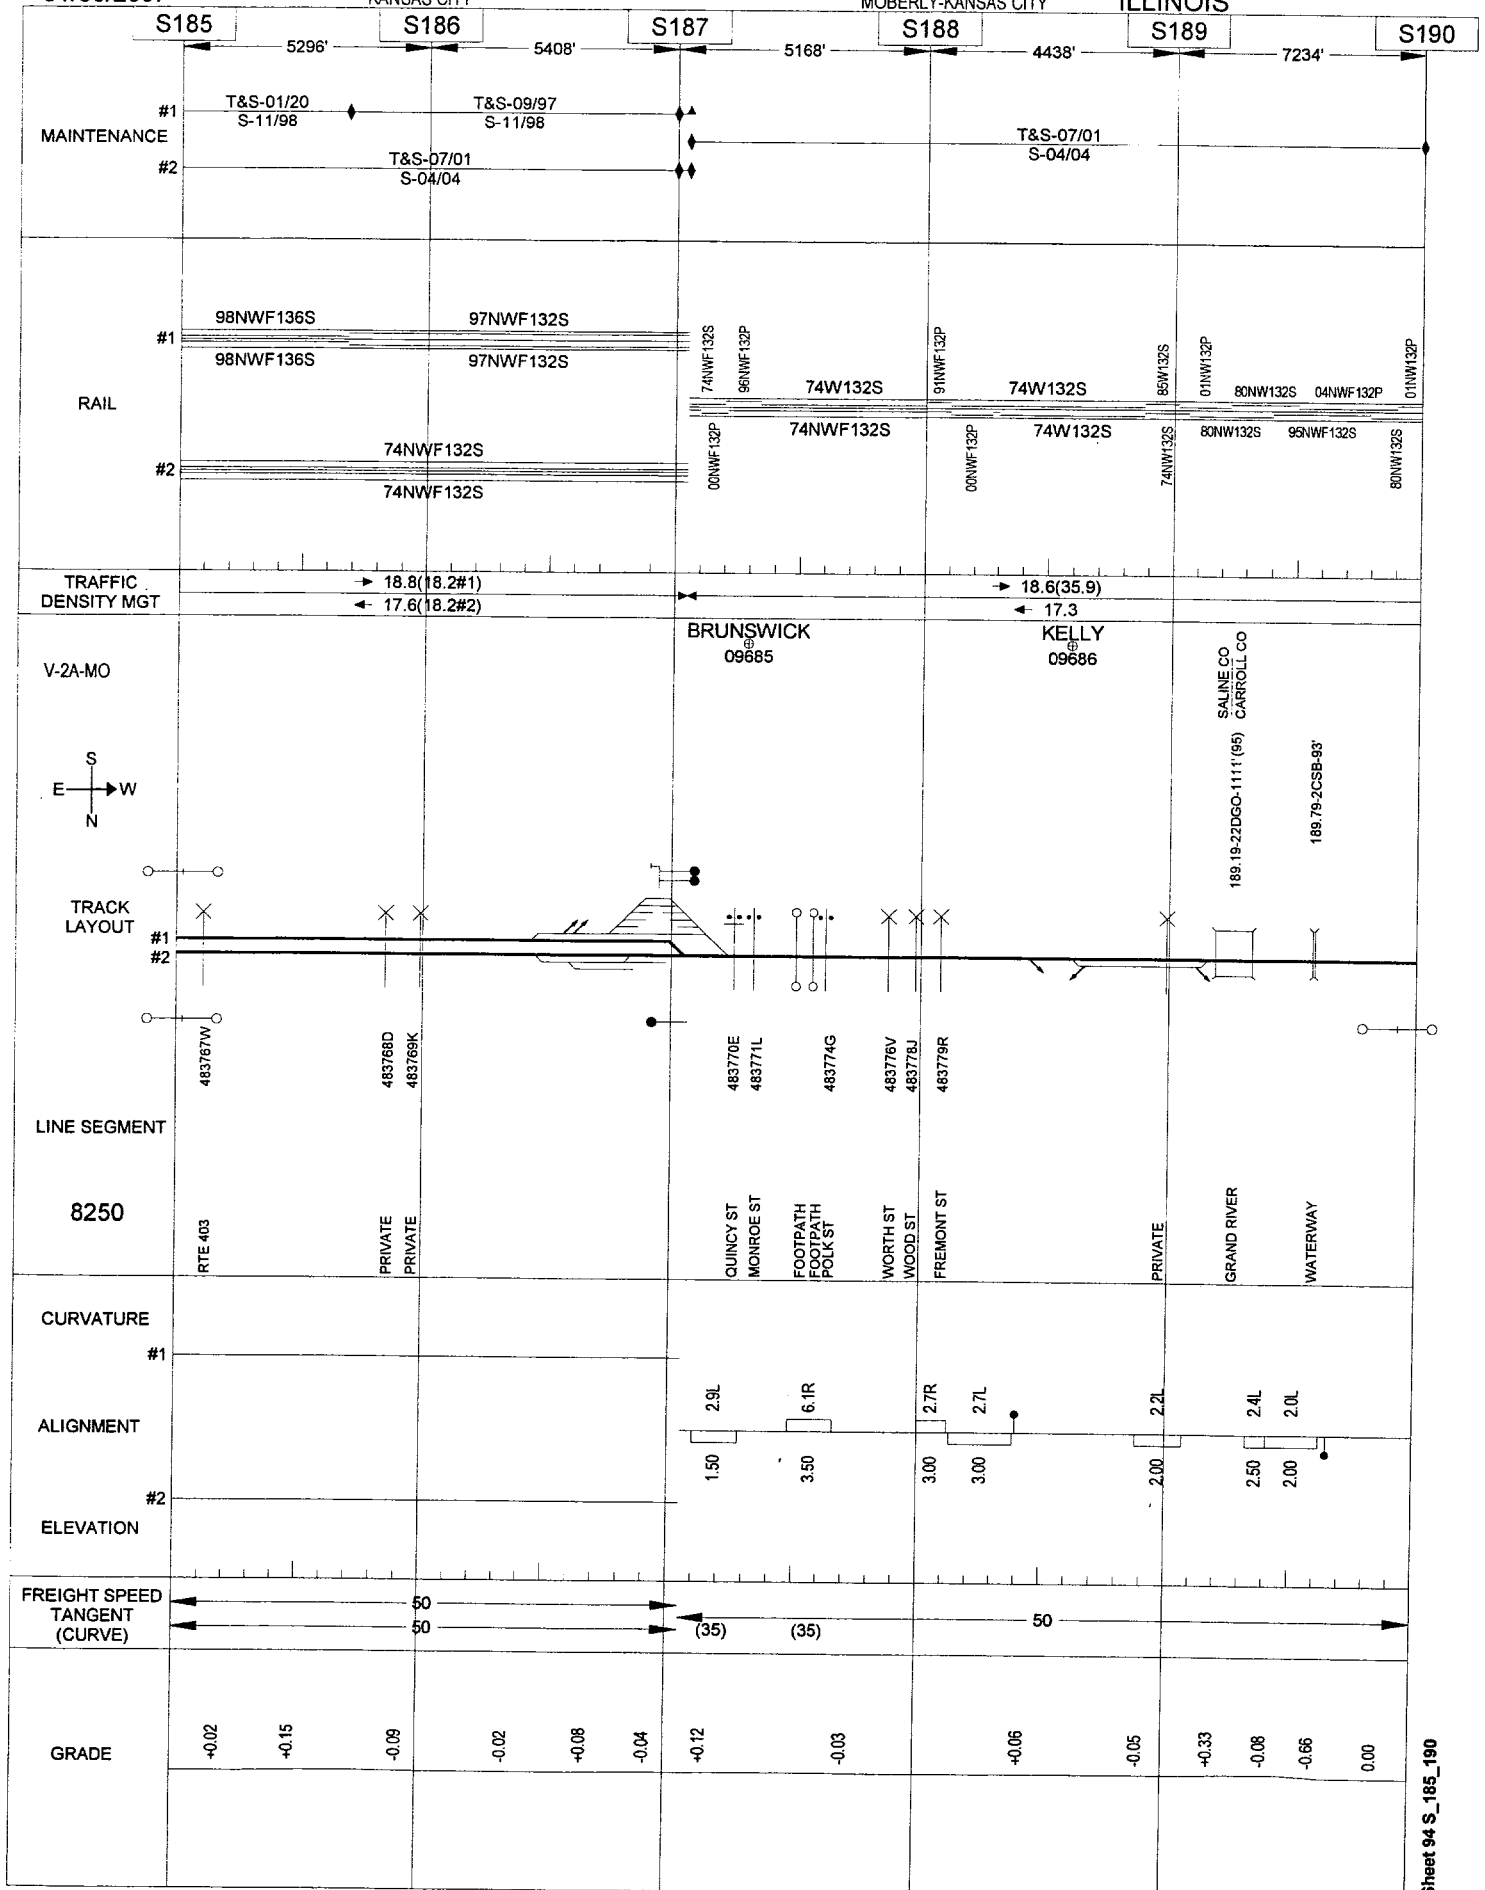 KANSAS CITY
MOBERLY-KANSAS CITY
ILLINOIS
S185
S186
S187
S188
S189
S190
5296'
5408'
5168'
4438'
7234'
MAINTENANCE
#1
T&S-01/20
S-11/98
T&S-09/97
S-11/98
T&S-07/01
S-04/04
#2
T&S-07/01
S-04/04
RAIL
#1
98NWF136S
97NWF132S
98NWF136S
97NWF132S
#2
74NWF132S
74NWF132S
74NWF132S
96NWF132P
74W132S
91NWF132P
74W132S
85W132S
01NW132P
80NW132S
04NWF132P
01NW132P
00NWF132P
74NWF132S
00NWF132P
74W132S
74NW132S
80NW132S
95NWF132S
80NW132S
TRAFFIC
DENSITY MGT
18.8(18.2#1)
17.6(18.2#2)
18.6(35.9)
17.3
V-2A-MO
BRUNSWICK
09685
KELLY
09686
SALINE CO
CARROLL CO
189.19-22DGO-1111'(95)
189.79-2CSB-93'
S
E
W
N
TRACK
LAYOUT
#1
#2
483767W
483768D
483769K
483770E
483771L
483774G
483776V
483778J
483779R
LINE SEGMENT
8250
RTE 403
PRIVATE
PRIVATE
QUINCY ST
MONROE ST
FOOTPATH
FOOTPATH
POLK ST
WORTH ST
WOOD ST
FREMONT ST
PRIVATE
GRAND RIVER
WATERWAY
CURVATURE
#1
ALIGNMENT
2.9L
6.1R
2.7R
2.7L
2.2L
2.4L
2.0L
1.50
3.50
3.00
3.00
2.00
2.50
2.00
#2
ELEVATION
FREIGHT SPEED
TANGENT
(CURVE)
50
50
(35)
(35)
50
GRADE
+0.02
+0.15
-0.09
-0.02
+0.08
-0.04
+0.12
-0.03
+0.06
-0.05
+0.33
-0.08
-0.66
0.00
Sheet 94 S_185_190